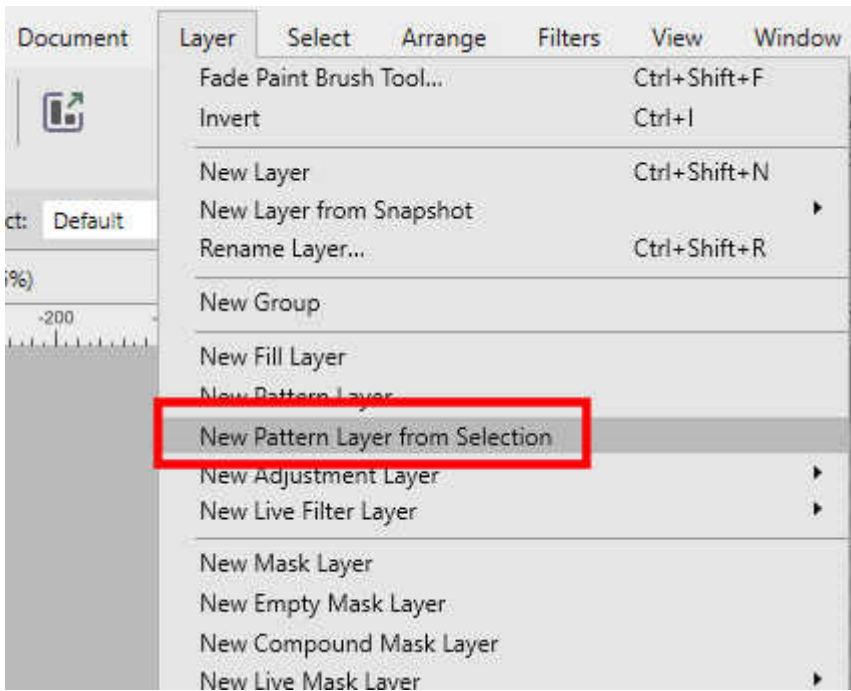 Document Layer Select Arrange Filters View Window
Fade Paint Brush Tool... Ctrl+Shift+F
Invert Ctrl+I
New Layer Ctrl+Shift+N
New Layer from Snapshot
ct: Default
Rename Layer... Ctrl+Shift+R
%)
New Group
-200
New Fill Layer
New Pattern Layer
New Pattern Layer from Selection
New Adjustment Layer
New Live Filter Layer
New Mask Layer
New Empty Mask Layer
New Compound Mask Layer
New Live Mask Layer